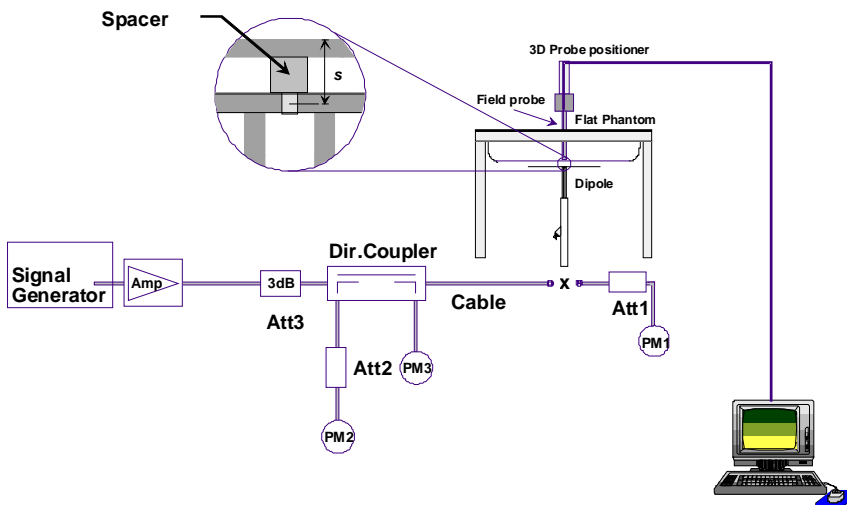 Spacer
s
3D Probe positioner
Field probe
Flat Phantom
Dipole
Dir.Coupler
Signal
Generator
Amp
3dB
Att3
Cable
x
Att1
PM1
Att2
PM3
PM2